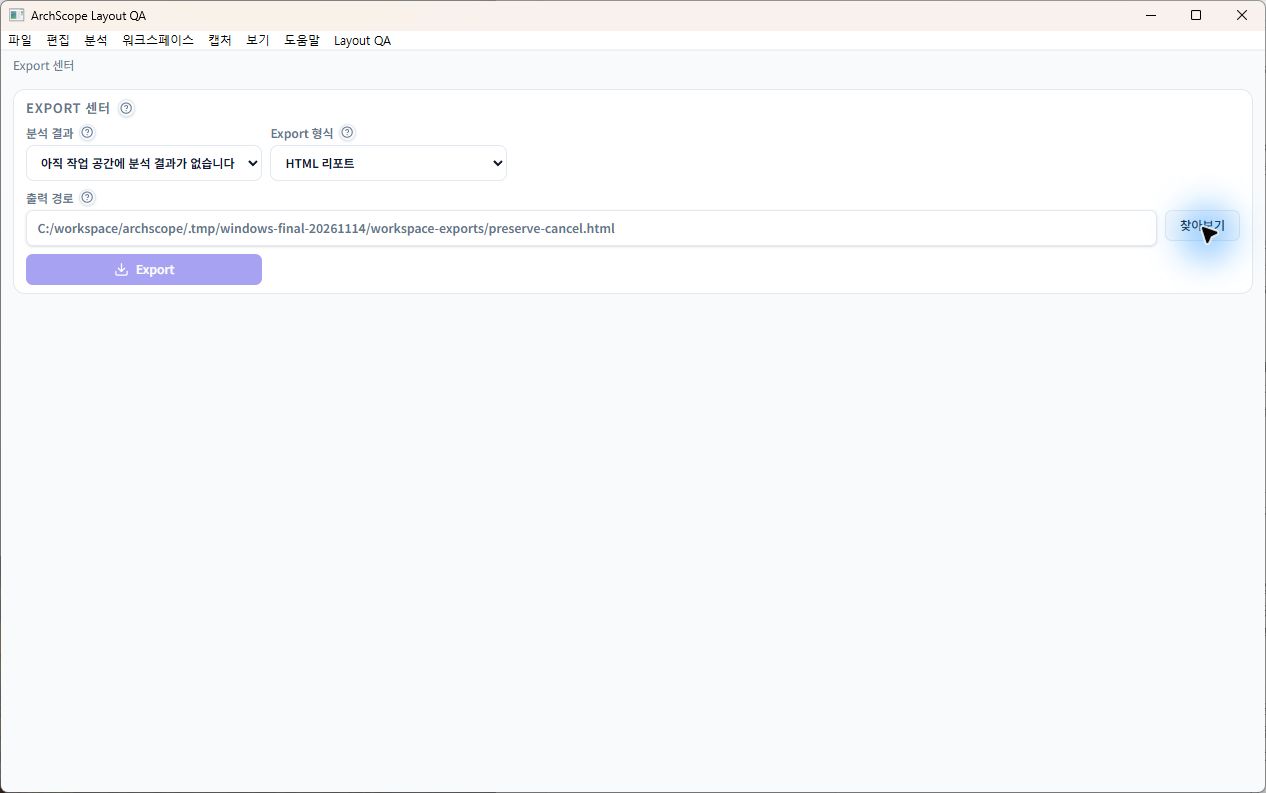 ArchScope Layout QA
파일 편집 분석 워크스페이스 캡처 보기 도움말 Layout QA
Export 센터
EXPORT 센터
분석 결과 Export 형식
아직 작업 공간에 분석 결과가 없습니다 HTML 리포트
출력 경로
C:/workspace/archscope/.tmp/windows-final-20261114/workspace-exports/preserve-cancel.html 찾아보기
Export